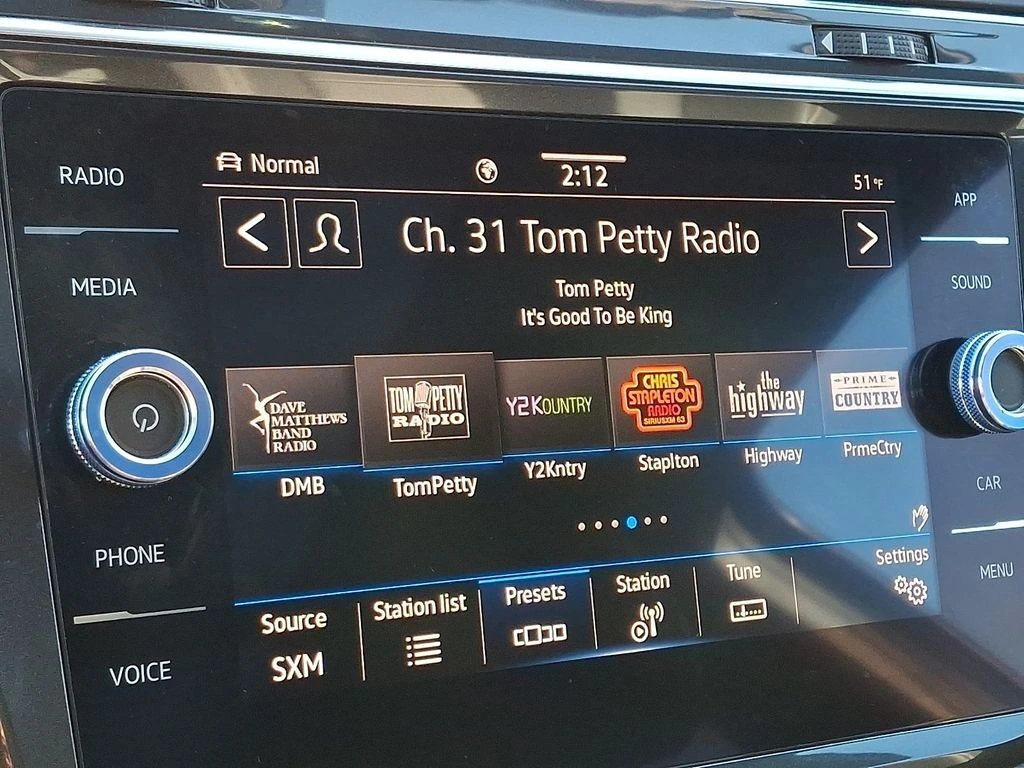 RADIO
MEDIA
PHONE
VOICE
Normal
2:12
51°F
Ch. 31 Tom Petty Radio
Tom Petty
It's Good To Be King
DAVE
MATTHEWS
BAND
RADIO
DMB
TOM PETTY
RADIO
TomPetty
Y2KOUNTRY
Y2Kntry
CHRIS
STAPLETON
RADIO
SIRIUSXM 63
Staplton
the
highway
Highway
PRIME
COUNTRY
PrmeCtry
Source
SXM
Station list
Presets
Station
Tune
Settings
APP
SOUND
CAR
MENU